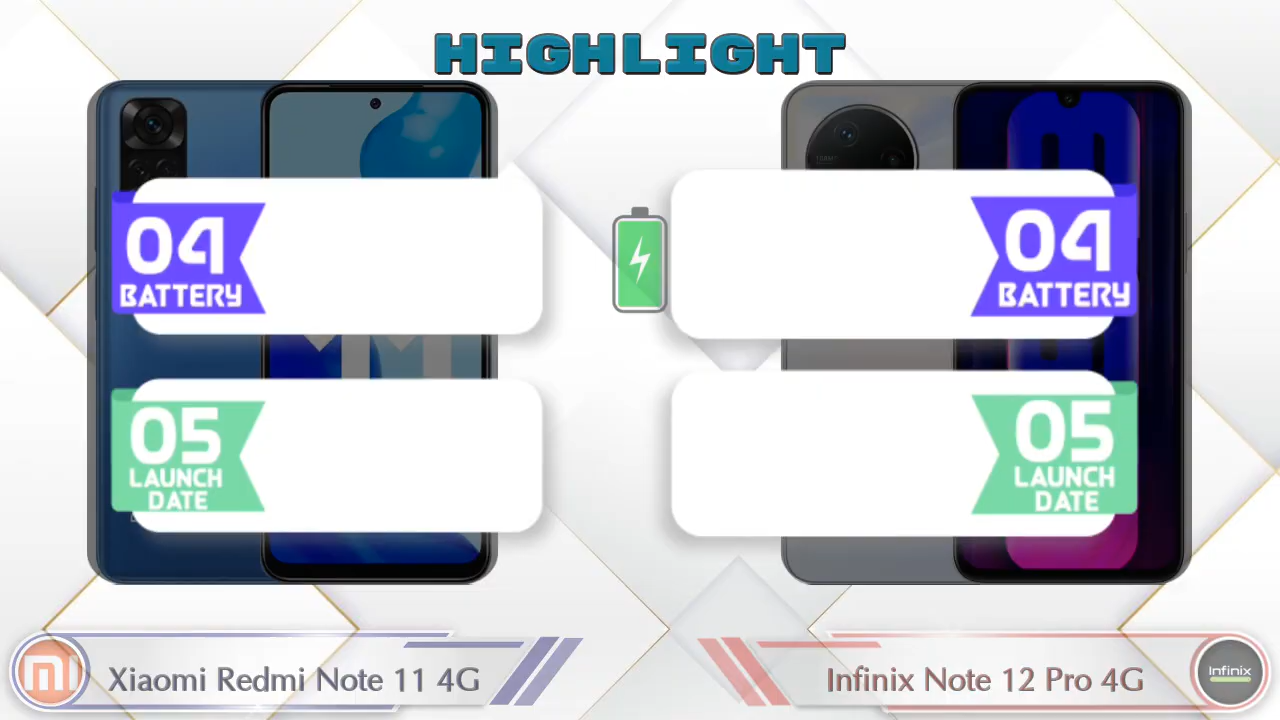 HIGHLIGHT
04
BATTERY
04
BATTERY
05
LAUNCH
DATE
05
LAUNCH
DATE
Xiaomi Redmi Note 11 4G
Infinix Note 12 Pro 4G
Infinix